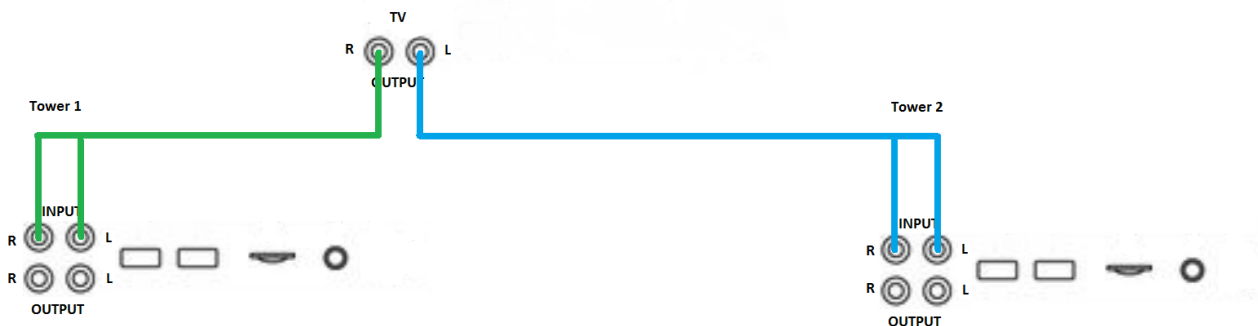 TV
R L
OUTPUT
Tower 1
Tower 2
INPUT
R L
R L
OUTPUT
INPUT
R L
R L
OUTPUT